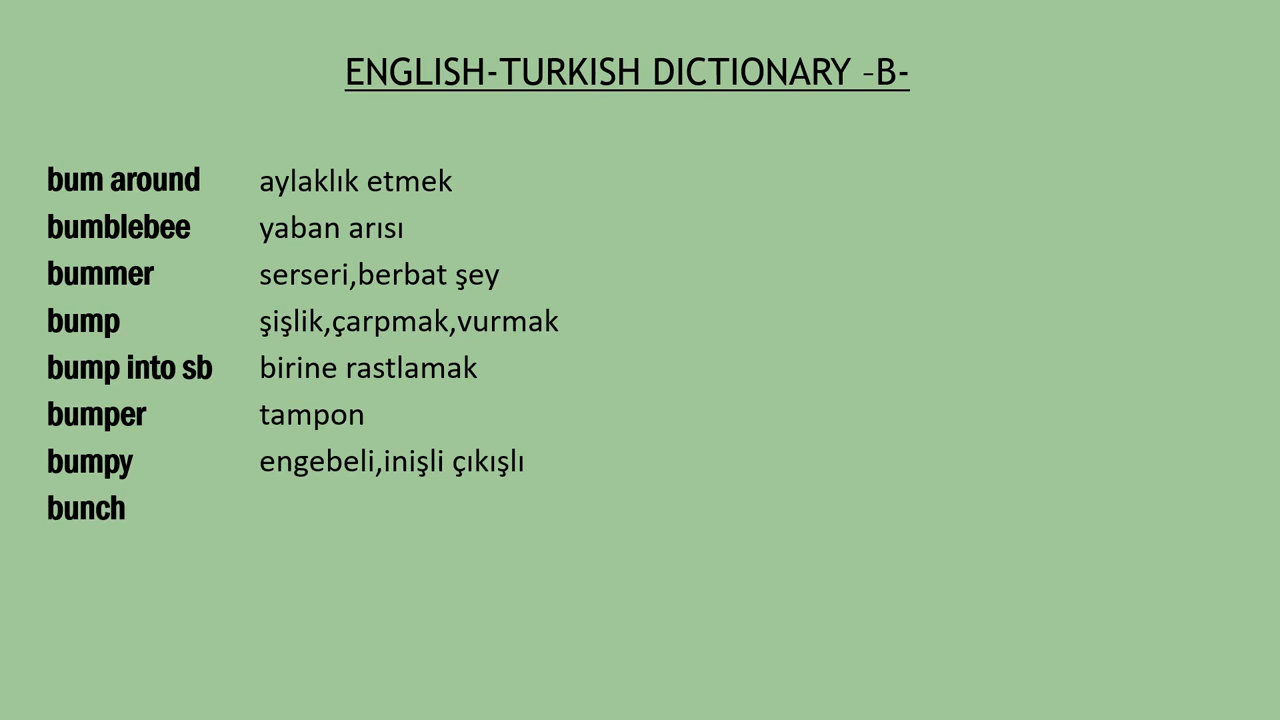 ENGLISH-TURKISH DICTIONARY –B-
bum around aylaklık etmek
bumblebee yaban arısı
bummer serseri,berbat şey
bump şişlik,çarpmak,vurmak
bump into sb birine rastlamak
bumper tampon
bumpy engebeli,inişli çıkışlı
bunch